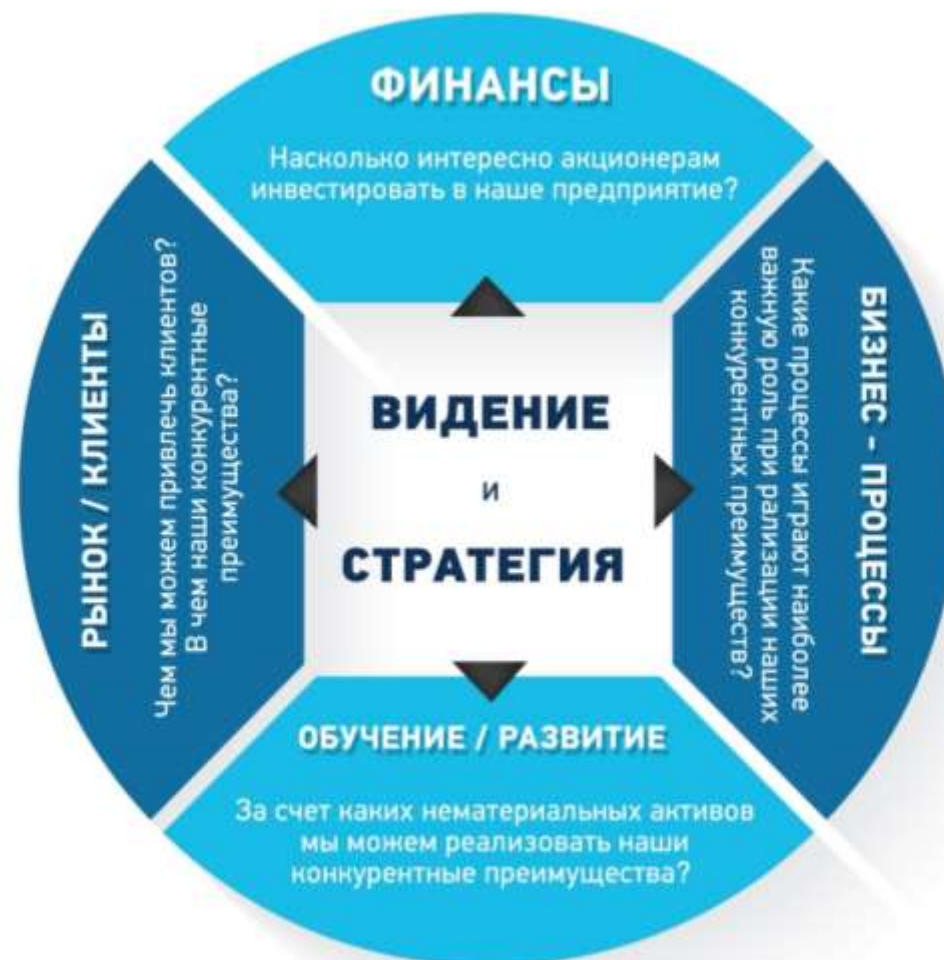 ФИНАНСЫ
Насколько интересно акционерам
инвестировать в наше предприятие?
РЫНОК / КЛИЕНТЫ
Чем мы можем привлечь клиентов?
В чем наши конкурентные
преимущества?
ВИДЕНИЕ
и
СТРАТЕГИЯ
БИЗНЕС - ПРОЦЕССЫ
Какие процессы играют наиболее
важную роль при рализации наших
конкурентных преимуществ?
ОБУЧЕНИЕ / РАЗВИТИЕ
За счет каких нематериальных активов
мы можем реализовать наши
конкурентные преимущества?